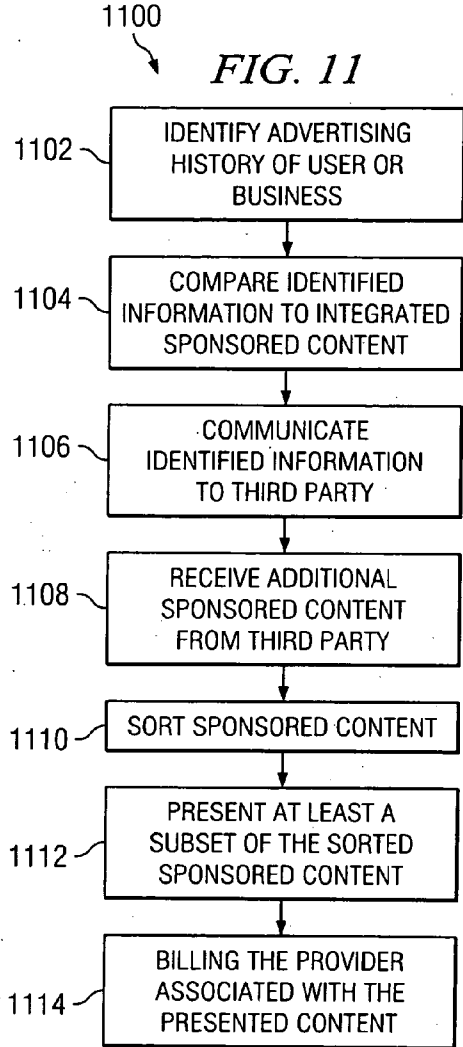 1100
FIG. 11
1102
IDENTIFY ADVERTISING
HISTORY OF USER OR
BUSINESS
1104
COMPARE IDENTIFIED
INFORMATION TO INTEGRATED
SPONSORED CONTENT
1106
COMMUNICATE
IDENTIFIED INFORMATION
TO THIRD PARTY
1108
RECEIVE ADDITIONAL
SPONSORED CONTENT
FROM THIRD PARTY
1110
SORT SPONSORED CONTENT
1112
PRESENT AT LEAST A
SUBSET OF THE SORTED
SPONSORED CONTENT
1114
BILLING THE PROVIDER
ASSOCIATED WITH THE
PRESENTED CONTENT